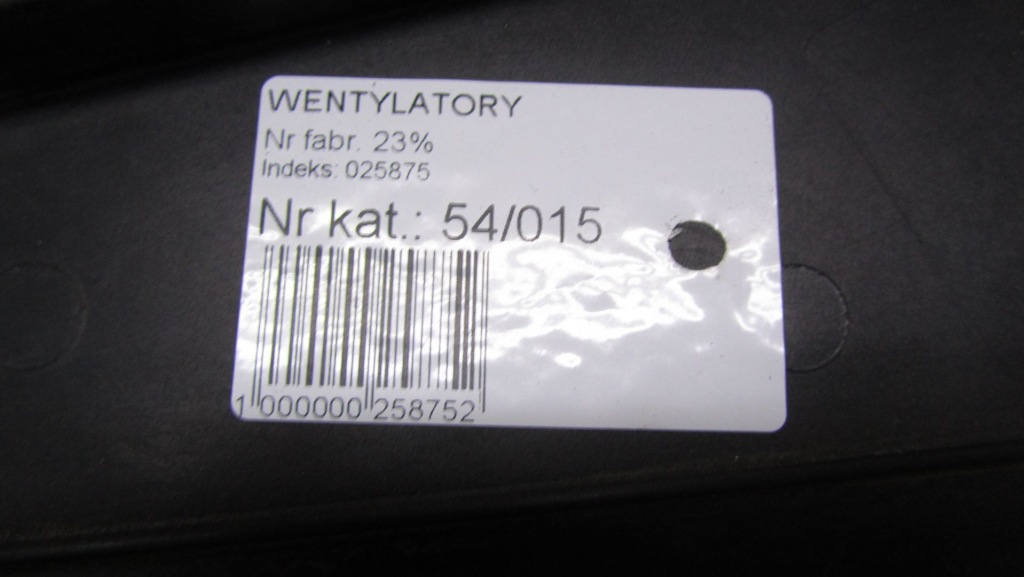 WENTYLATORY
Nr fabr. 23%
Indeks: 025875
Nr kat.: 54/015
1 000000 258752